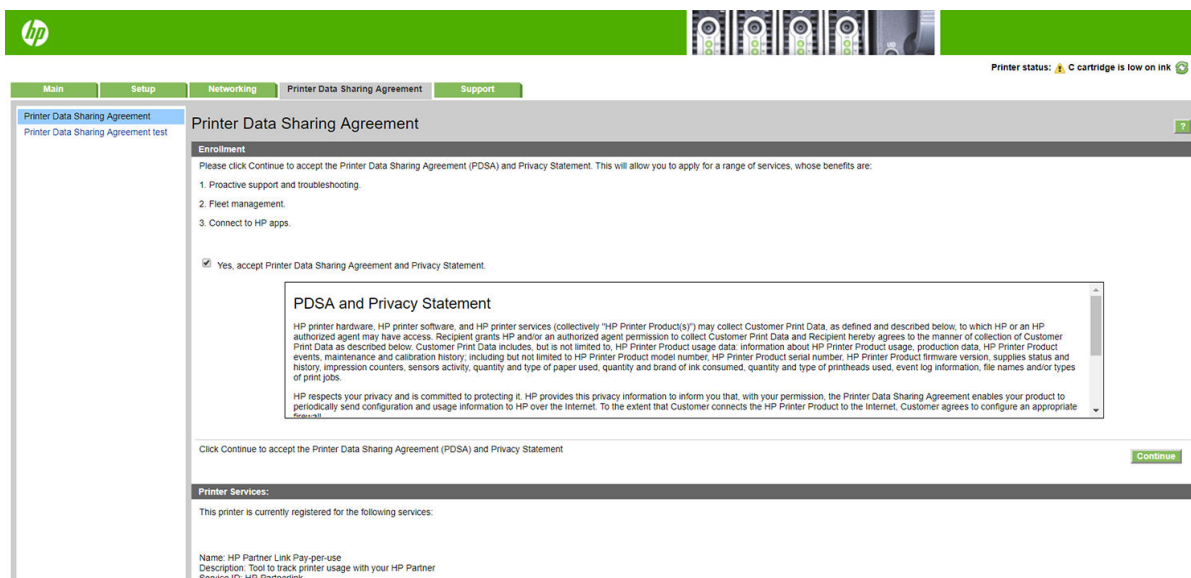 hp
Printer status: C cartridge is low on ink
Main Setup Networking Printer Data Sharing Agreement Support
Printer Data Sharing Agreement
Printer Data Sharing Agreement test
Printer Data Sharing Agreement
?
Enrollment
Please click Continue to accept the Printer Data Sharing Agreement (PDSA) and Privacy Statement. This will allow you to apply for a range of services, whose benefits are:
1. Proactive support and troubleshooting.
2. Fleet management.
3. Connect to HP apps.
Yes, accept Printer Data Sharing Agreement and Privacy Statement.
PDSA and Privacy Statement
HP printer hardware, HP printer software, and HP printer services (collectively "HP Printer Product(s)") may collect Customer Print Data, as defined and described below, to which HP or an HP
authorized agent may have access. Recipient grants HP and/or an authorized agent permission to collect Customer Print Data and Recipient hereby agrees to the manner of collection of Customer
Print Data as described below. Customer Print Data includes, but is not limited to, HP Printer Product usage data: information about HP Printer Product usage, production data, HP Printer Product
events, maintenance and calibration history; including but not limited to HP Printer Product model number, HP Printer Product serial number, HP Printer Product firmware version, supplies status and
history, impression counters, sensors activity, quantity and type of paper used, quantity and brand of ink consumed, quantity and type of printheads used, event log information, file names and/or types
of print jobs.
HP respects your privacy and is committed to protecting it. HP provides this privacy information to inform you that, with your permission, the Printer Data Sharing Agreement enables your product to
periodically send configuration and usage information to HP over the Internet. To the extent that Customer connects the HP Printer Product to the Internet, Customer agrees to configure an appropriate
firewall
Click Continue to accept the Printer Data Sharing Agreement (PDSA) and Privacy Statement
Continue
Printer Services:
This printer is currently registered for the following services:
Name: HP Partner Link Pay-per-use
Description: Tool to track printer usage with your HP Partner
Service ID: HP Partnerlink